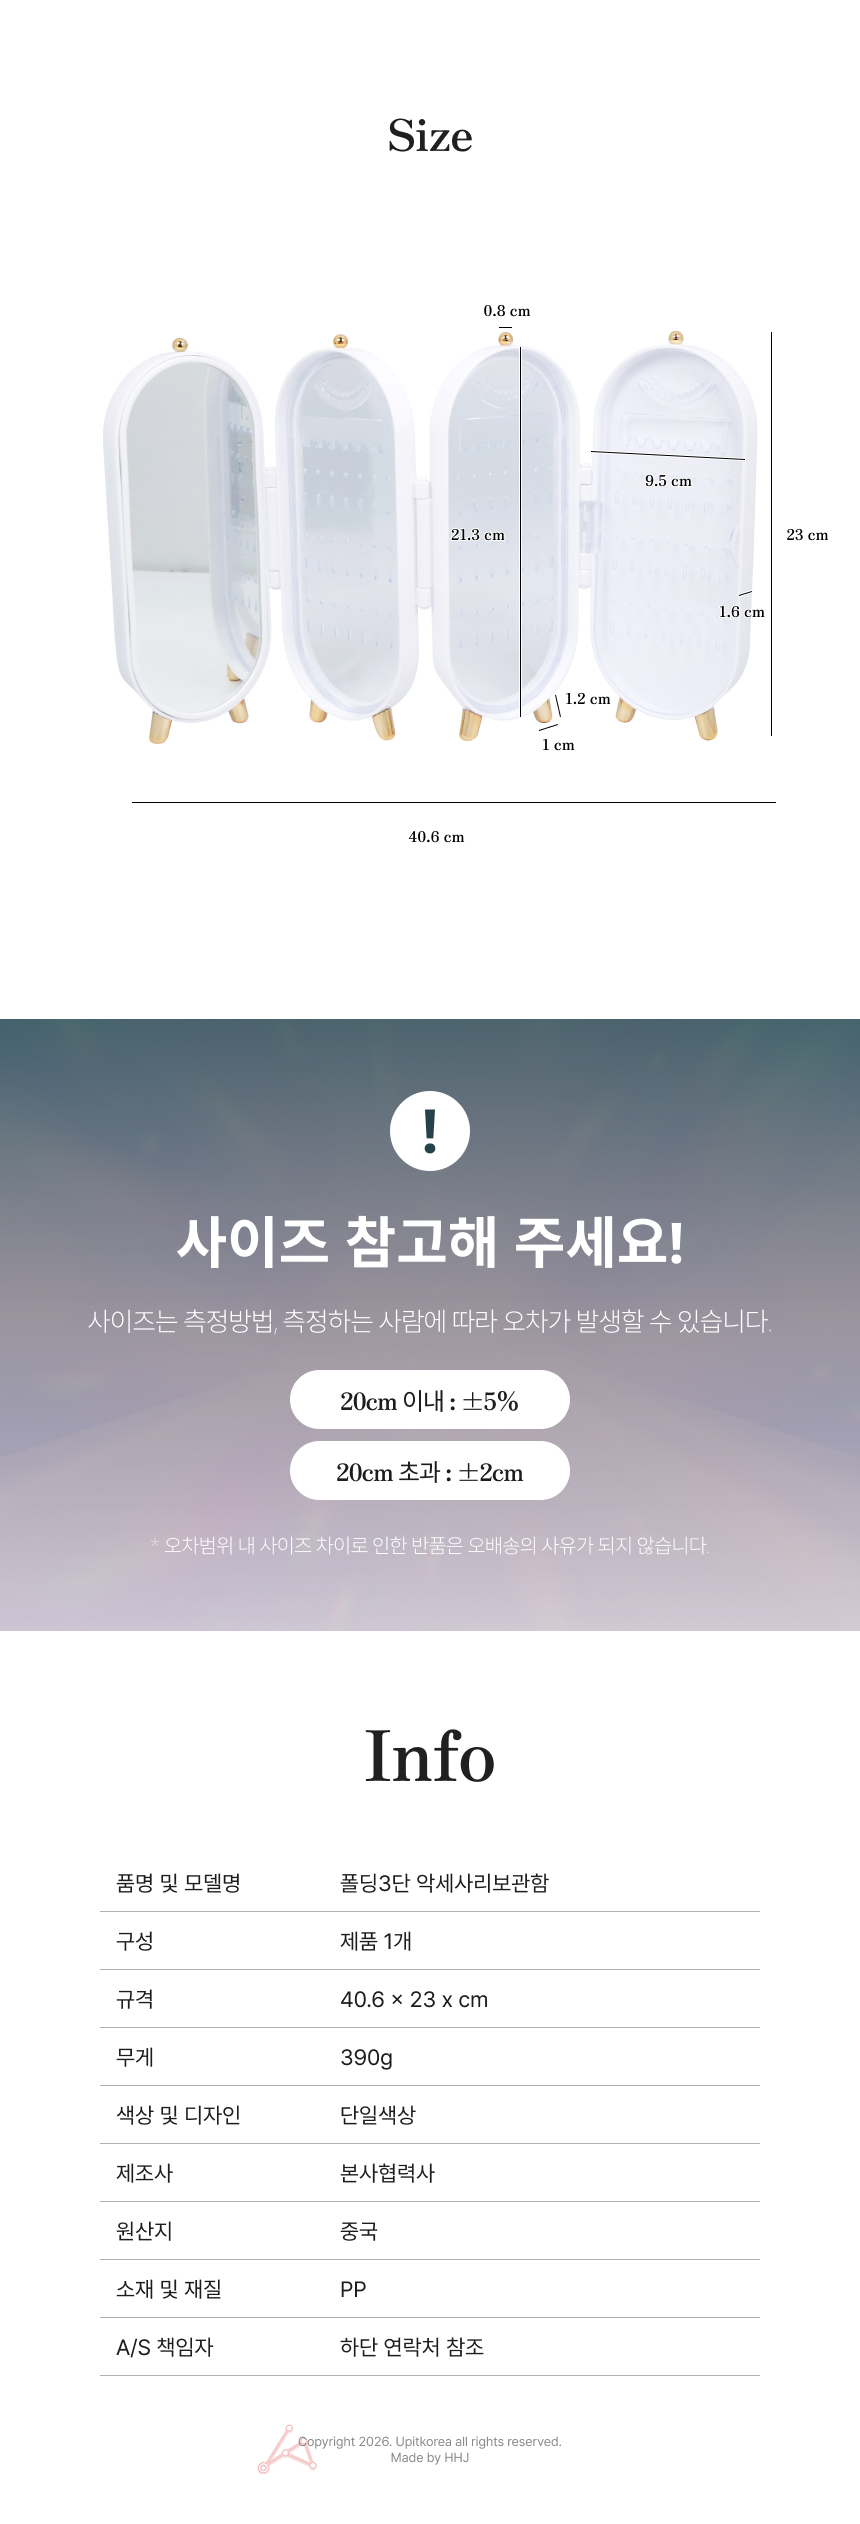 Size
0.8 cm
9.5 cm
21.3 cm
23 cm
1.6 cm
1.2 cm
1 cm
40.6 cm
!
사이즈 참고해 주세요!
사이즈는 측정방법, 측정하는 사람에 따라 오차가 발생할 수 있습니다.
20cm 이내 : ±5%
20cm 초과 : ±2cm
* 오차범위 내 사이즈 차이로 인한 반품은 오배송의 사유가 되지 않습니다.
Info
품명 및 모델명 폴딩3단 악세사리보관함
구성 제품 1개
규격 40.6 × 23 x cm
무게 390g
색상 및 디자인 단일색상
제조사 본사협력사
원산지 중국
소재 및 재질 PP
A/S 책임자 하단 연락처 참조
Copyright 2026. Upitkorea all rights reserved.
Made by HHJ